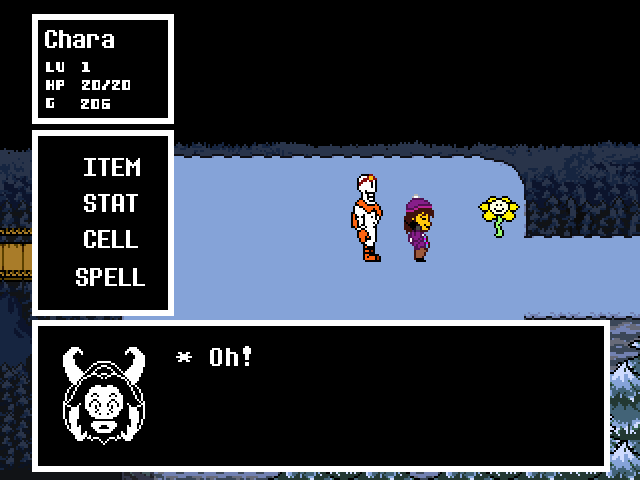 Chara
LV 1
HP 20/20
G 206
ITEM
STAT
CELL
SPELL
* Oh!